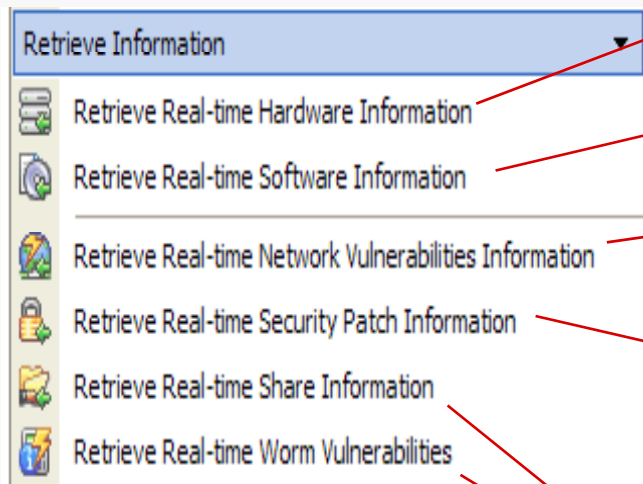 Retrieve Information
Retrieve Real-time Hardware Information
Retrieve Real-time Software Information
Retrieve Real-time Network Vulnerabilities Information
Retrieve Real-time Security Patch Information
Retrieve Real-time Share Information
Retrieve Real-time Worm Vulnerabilities